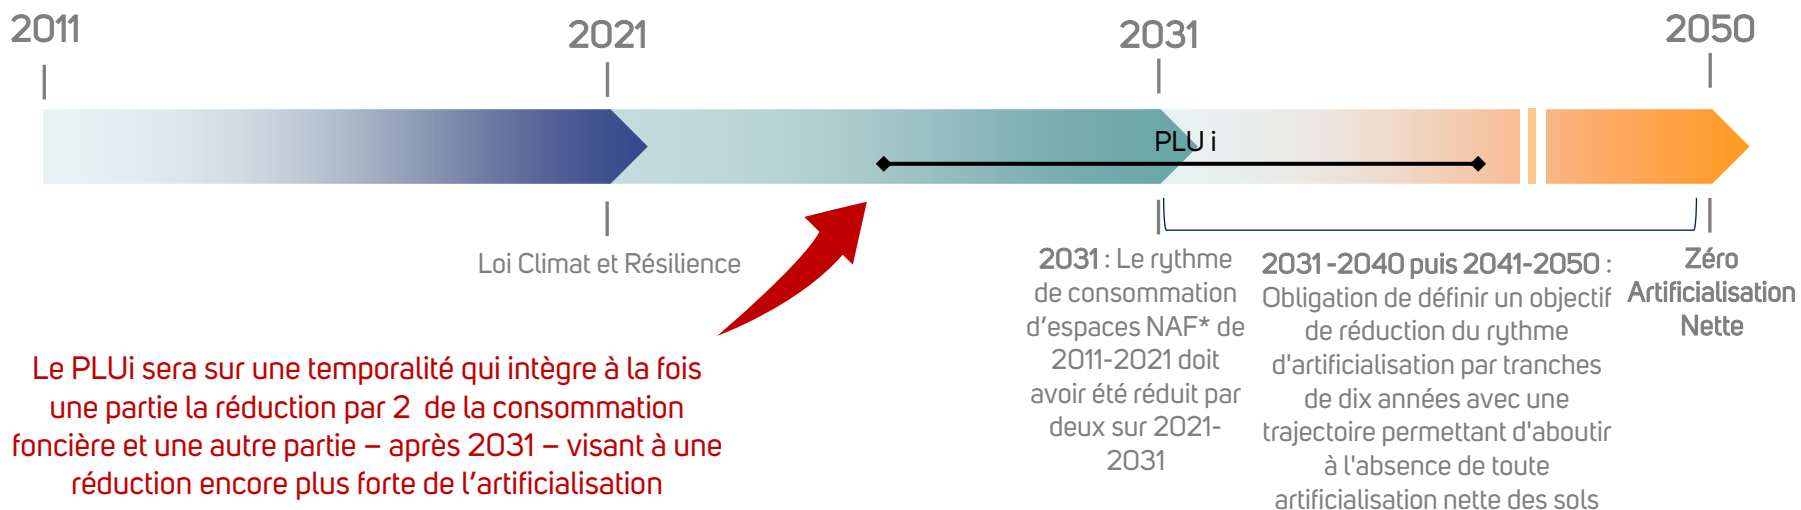 2011
2021
2031
2050
PLU i
Loi Climat et Résilience
2031 : Le rythme
de consommation
d'espaces NAF* de
2011-2021 doit
avoir été réduit par
deux sur 2021-
2031
2031 -2040 puis 2041-2050 :
Obligation de définir un objectif
de réduction du rythme
d'artificialisation par tranches
de dix années avec une
trajectoire permettant d'aboutir
à l'absence de toute
artificialisation nette des sols
Zéro
Artificialisation
Nette
Le PLUi sera sur une temporalité qui intègre à la fois
une partie la réduction par 2 de la consommation
foncière et une autre partie – après 2031 – visant à une
réduction encore plus forte de l'artificialisation